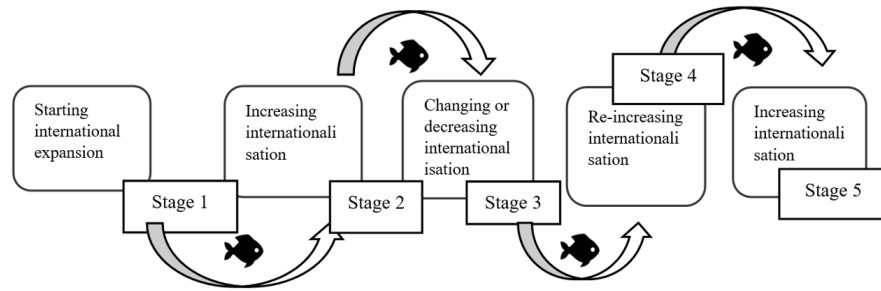 Starting
international
expansion
Stage 1
Increasing
internationali
sation
Stage 2
Changing or
decreasing
international
isation
Stage 3
Re-increasing
internationali
sation
Stage 4
Increasing
internationali
sation
Stage 5